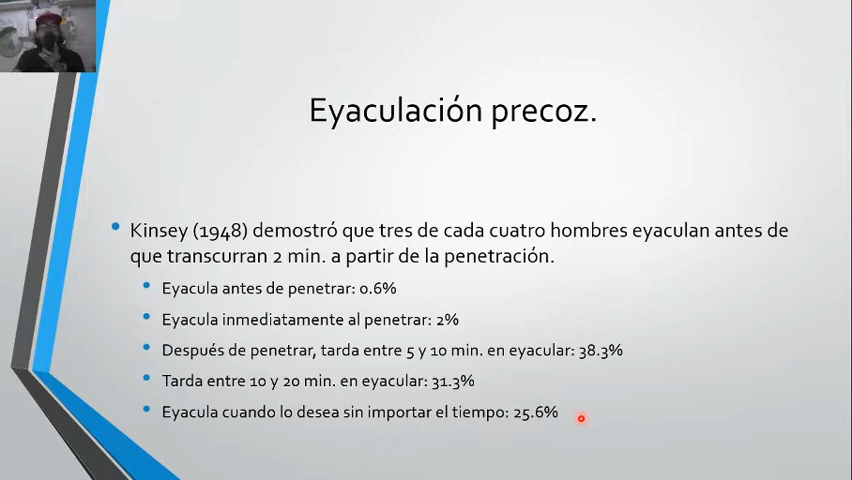 Eyaculación precoz.
Kinsey (1948) demostró que tres de cada cuatro hombres eyaculan antes de
que transcurran 2 min. a partir de la penetración.
Eyacula antes de penetrar: 0.6%
Eyacula inmediatamente al penetrar: 2%
Después de penetrar, tarda entre 5 y 10 min. en eyacular: 38.3%
Tarda entre 10 y 20 min. en eyacular: 31.3%
Eyacula cuando lo desea sin importar el tiempo: 25.6%